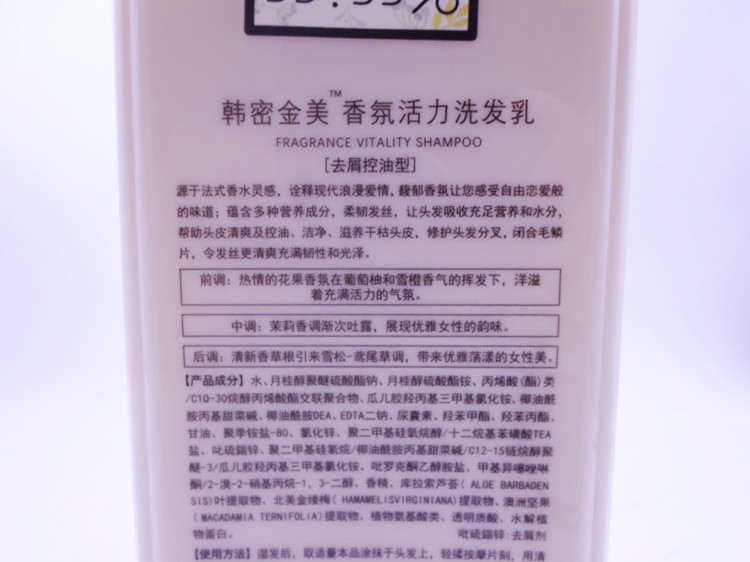 韩密金美™香氛活力洗发乳
FRAGRANCE VITALITY SHAMPOO
[去屑控油型]
源于法式香水灵感，诠释现代浪漫爱情，馥郁香氛让您感受自由恋爱般
的味道；蕴含多种营养成分，柔韧发丝，让头发吸收充足营养和水分，
帮助头皮清爽及控油、洁净、滋养干枯头皮，修护头发分叉，闭合毛鳞
片，令发丝更清爽充满韧性和光泽。
前调：热情的花果香氛在葡萄柚和雪橙香气的挥发下，洋溢
着充满活力的气氛。
中调：茉莉香调渐次吐露，展现优雅女性的韵味。
后调：清新香草根引来雪松-鸢尾草调，带来优雅荡漾的女性美。
【产品成分】水、月桂醇聚醚硫酸酯钠、月桂醇硫酸酯铵、丙烯酸(酯)类
/C10-30烷醇丙烯酸酯交联聚合物、瓜儿胶羟丙基三甲基氯化铵、椰油酰
胺丙基甜菜碱、椰油酰胺DEA、EDTA二钠、尿囊素、羟苯甲酯、羟苯丙酯、
甘油、聚季铵盐-80、氯化锌、聚二甲基硅氧烷醇/十二烷基苯磺酸TEA
盐、吡硫鎓锌、聚二甲基硅氧烷/椰油酰胺丙基甜菜碱/C12-15链烷醇聚
醚-3/瓜儿胶羟丙基三甲基氯化铵、吡罗克酮乙醇胺盐、甲基异噻唑啉
酮/2-溴-2-硝基丙烷-1，3-二醇、香精、库拉索芦荟(ALOE BARBADEN
SIS)叶提取物、北美金缕梅(HAMAMELISVIRGINIANA)提取物、澳洲坚果
(MACADAMIA TERNIFOLIA)提取物、植物氨基酸类、透明质酸、水解植
物蛋白。 吡硫鎓锌:去屑剂
【使用方法】湿发后，取适量本品涂抹于头发上，轻揉按摩片刻，用清